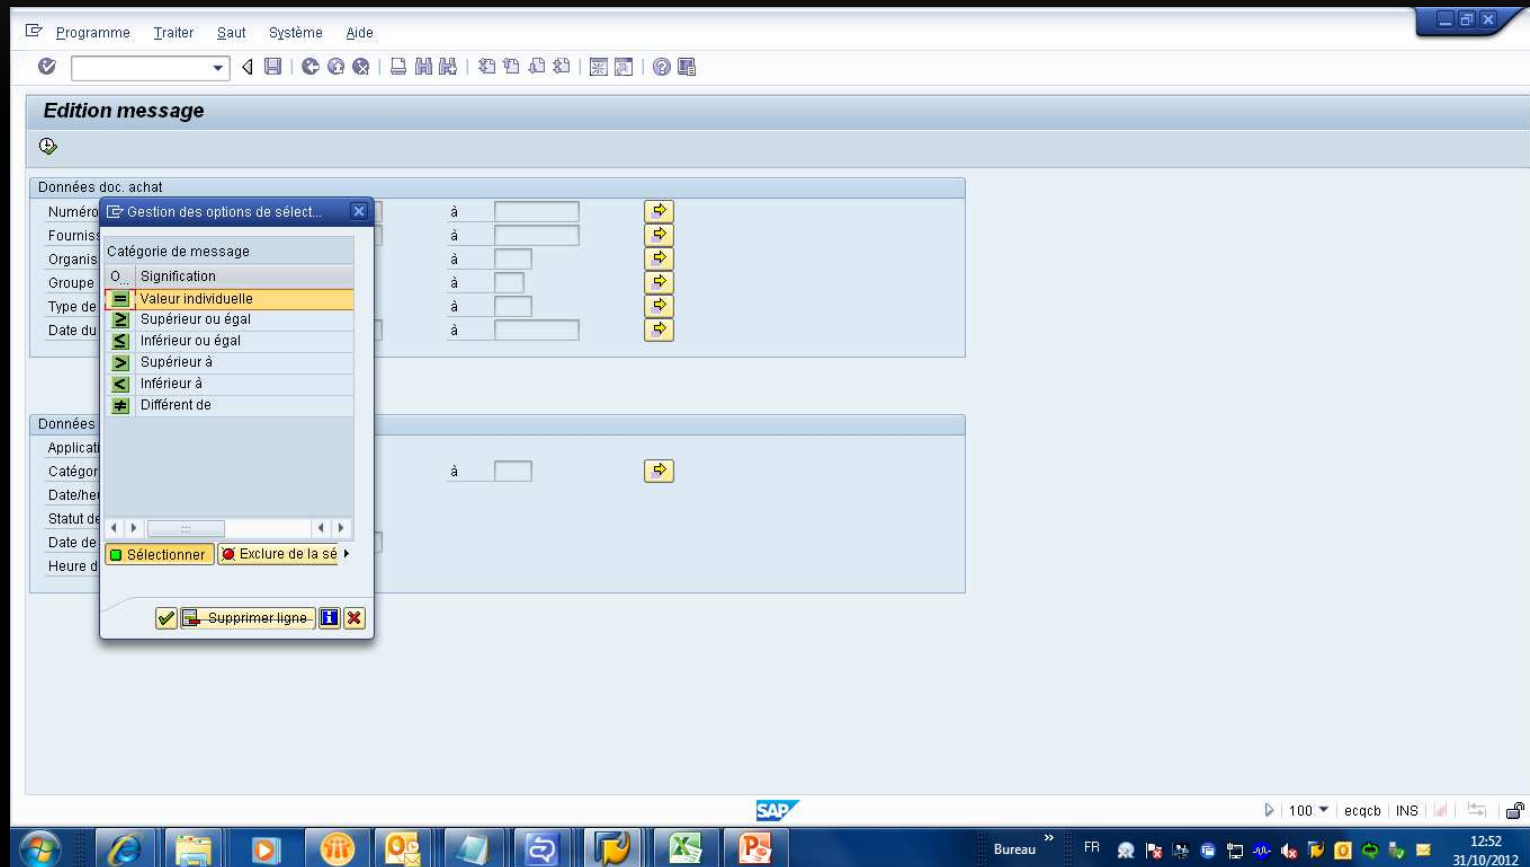 Programme Traiter Saut Système Aide
Edition message
Données doc. achat
Numéro
à
Fourniss
à
Organis
à
Groupe
à
Type de
à
Date du
à
Gestion des options de sélect...
Catégorie de message
O... Signification
= Valeur individuelle
≥ Supérieur ou égal
≤ Inférieur ou égal
> Supérieur à
< Inférieur à
≠ Différent de
Sélectionner Exclure de la sé
Supprimer ligne
Données
Applicati
Catégor
à
Date/he
Statut de
Date de
Heure d
SAP
100 ecqcb INS
Bureau » FR 12:52
31/10/2012